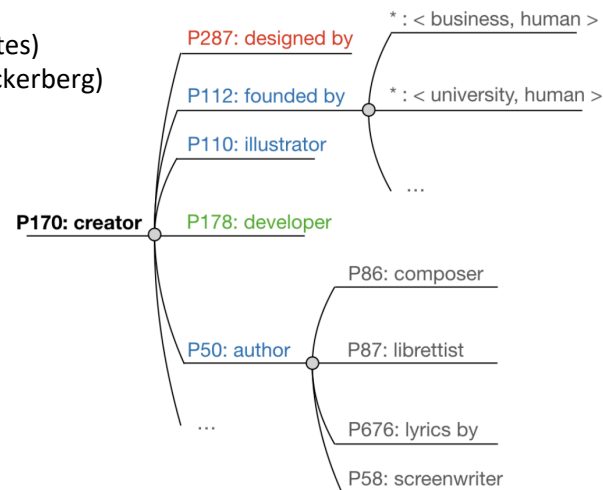 tes)
ckerberg)
P170: creator
P287: designed by
P112: founded by
* : < business, human >
* : < university, human >
...
P110: illustrator
P178: developer
P50: author
P86: composer
P87: librettist
P676: lyrics by
P58: screenwriter
...